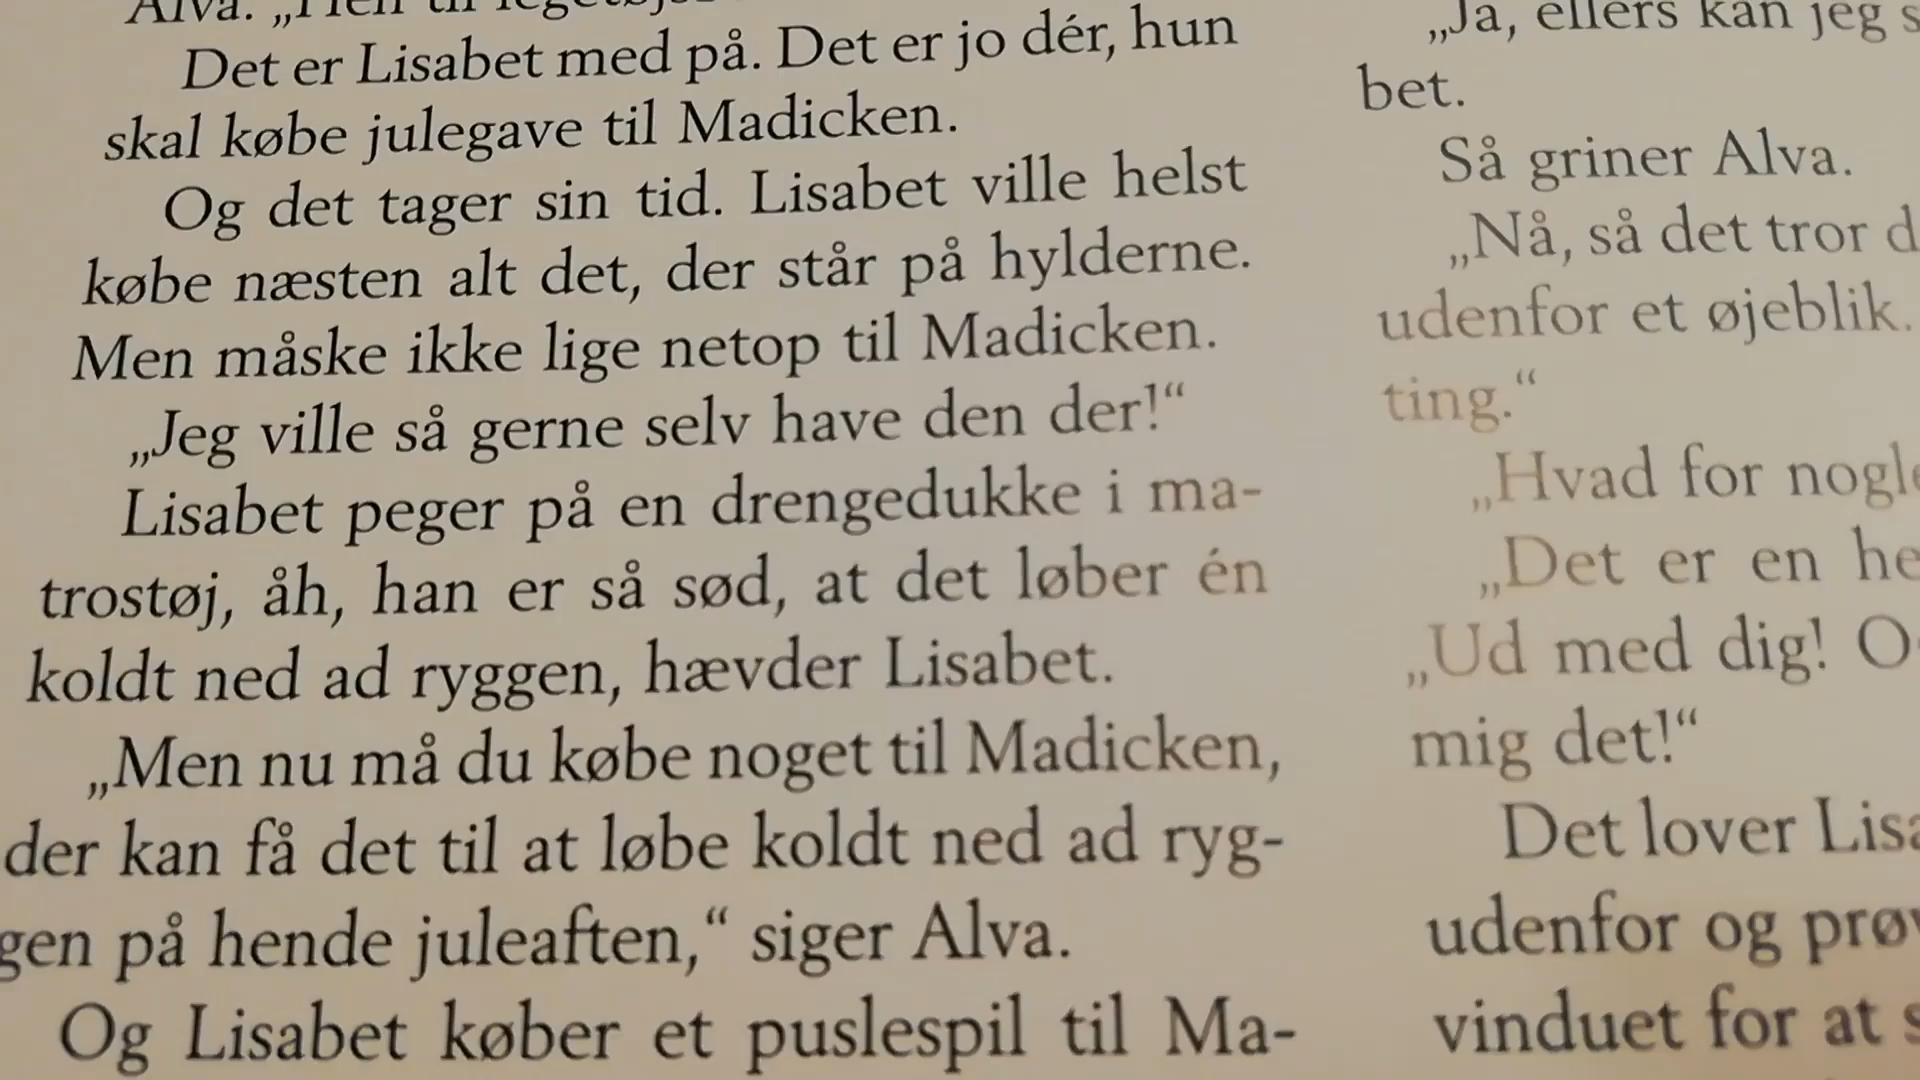 Alva.
Det er Lisabet med på. Det er jo dér, hun
skal købe julegave til Madicken.
Og det tager sin tid. Lisabet ville helst
købe næsten alt det, der står på hylderne.
Men måske ikke lige netop til Madicken.
„Jeg ville så gerne selv have den der!“
Lisabet peger på en drengedukke i ma-
trostøj, åh, han er så sød, at det løber én
koldt ned ad ryggen, hævder Lisabet.
„Men nu må du købe noget til Madicken,
der kan få det til at løbe koldt ned ad ryg-
gen på hende juleaften,“ siger Alva.
Og Lisabet køber et puslespil til Ma-
„Ja, ellers kan jeg
bet.
Så griner Alva.
„Nå, så det tror
udenfor et øjeblik.
ting.“
„Hvad for
„Det er en
„Ud med dig!
mig det!“
Det lover
udenfor og
vinduet for at